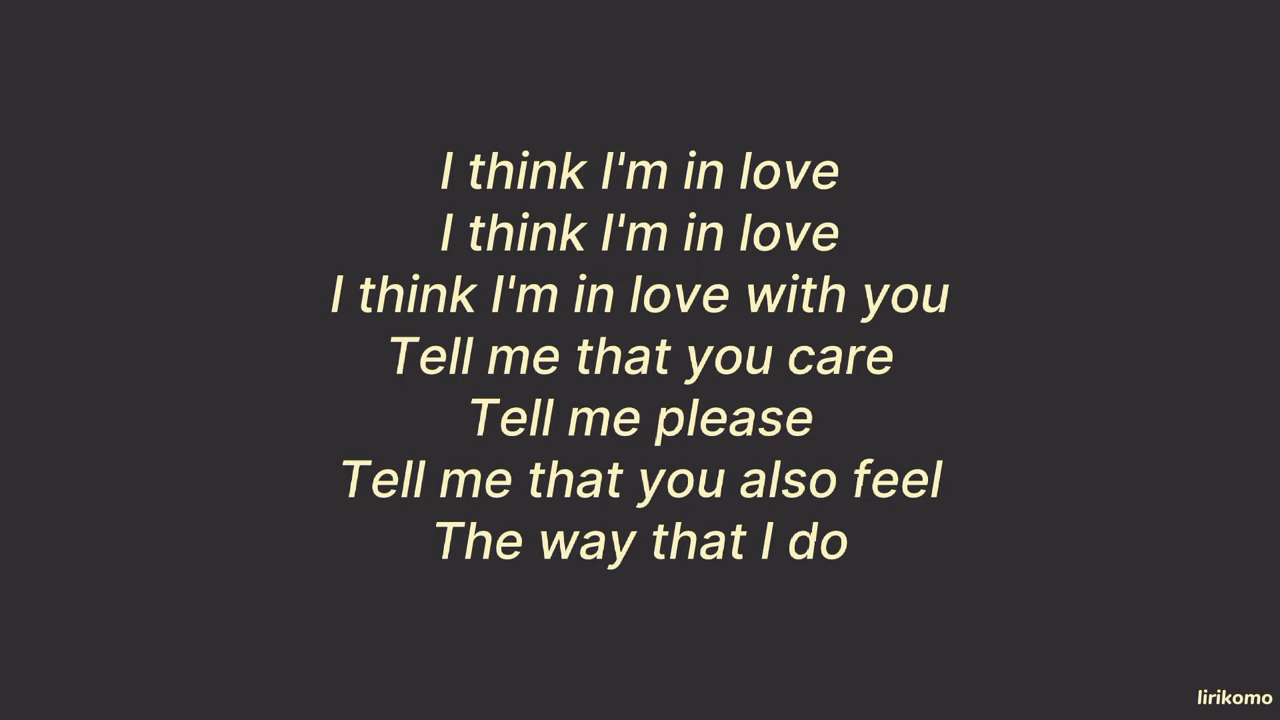 I think I'm in love
I think I'm in love
I think I'm in love with you
Tell me that you care
Tell me please
Tell me that you also feel
The way that I do
lirikomo